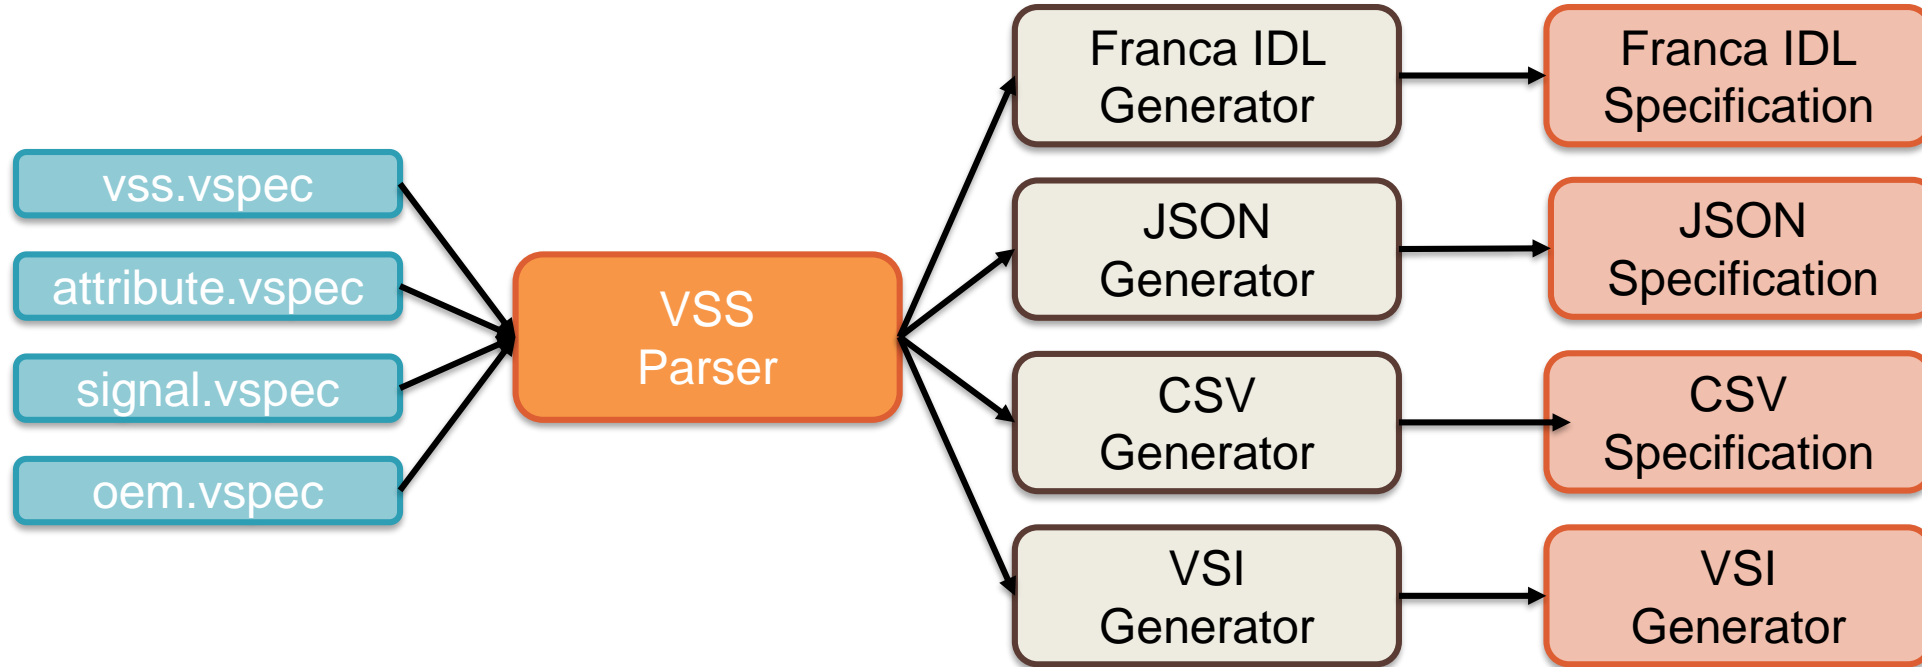 vss.vspec
attribute.vspec
signal.vspec
oem.vspec
VSS
Parser
Franca IDL
Generator
JSON
Generator
CSV
Generator
VSI
Generator
Franca IDL
Specification
JSON
Specification
CSV
Specification
VSI
Generator